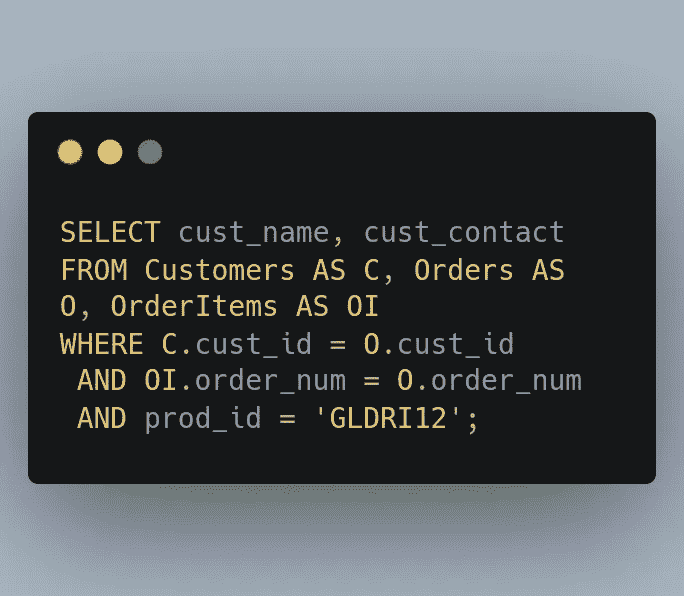 SELECT cust_name, cust_contact
FROM Customers AS C, Orders AS
O, OrderItems AS OI
WHERE C.cust_id = O.cust_id
 AND OI.order_num = O.order_num
 AND prod_id = 'GLDRI12';